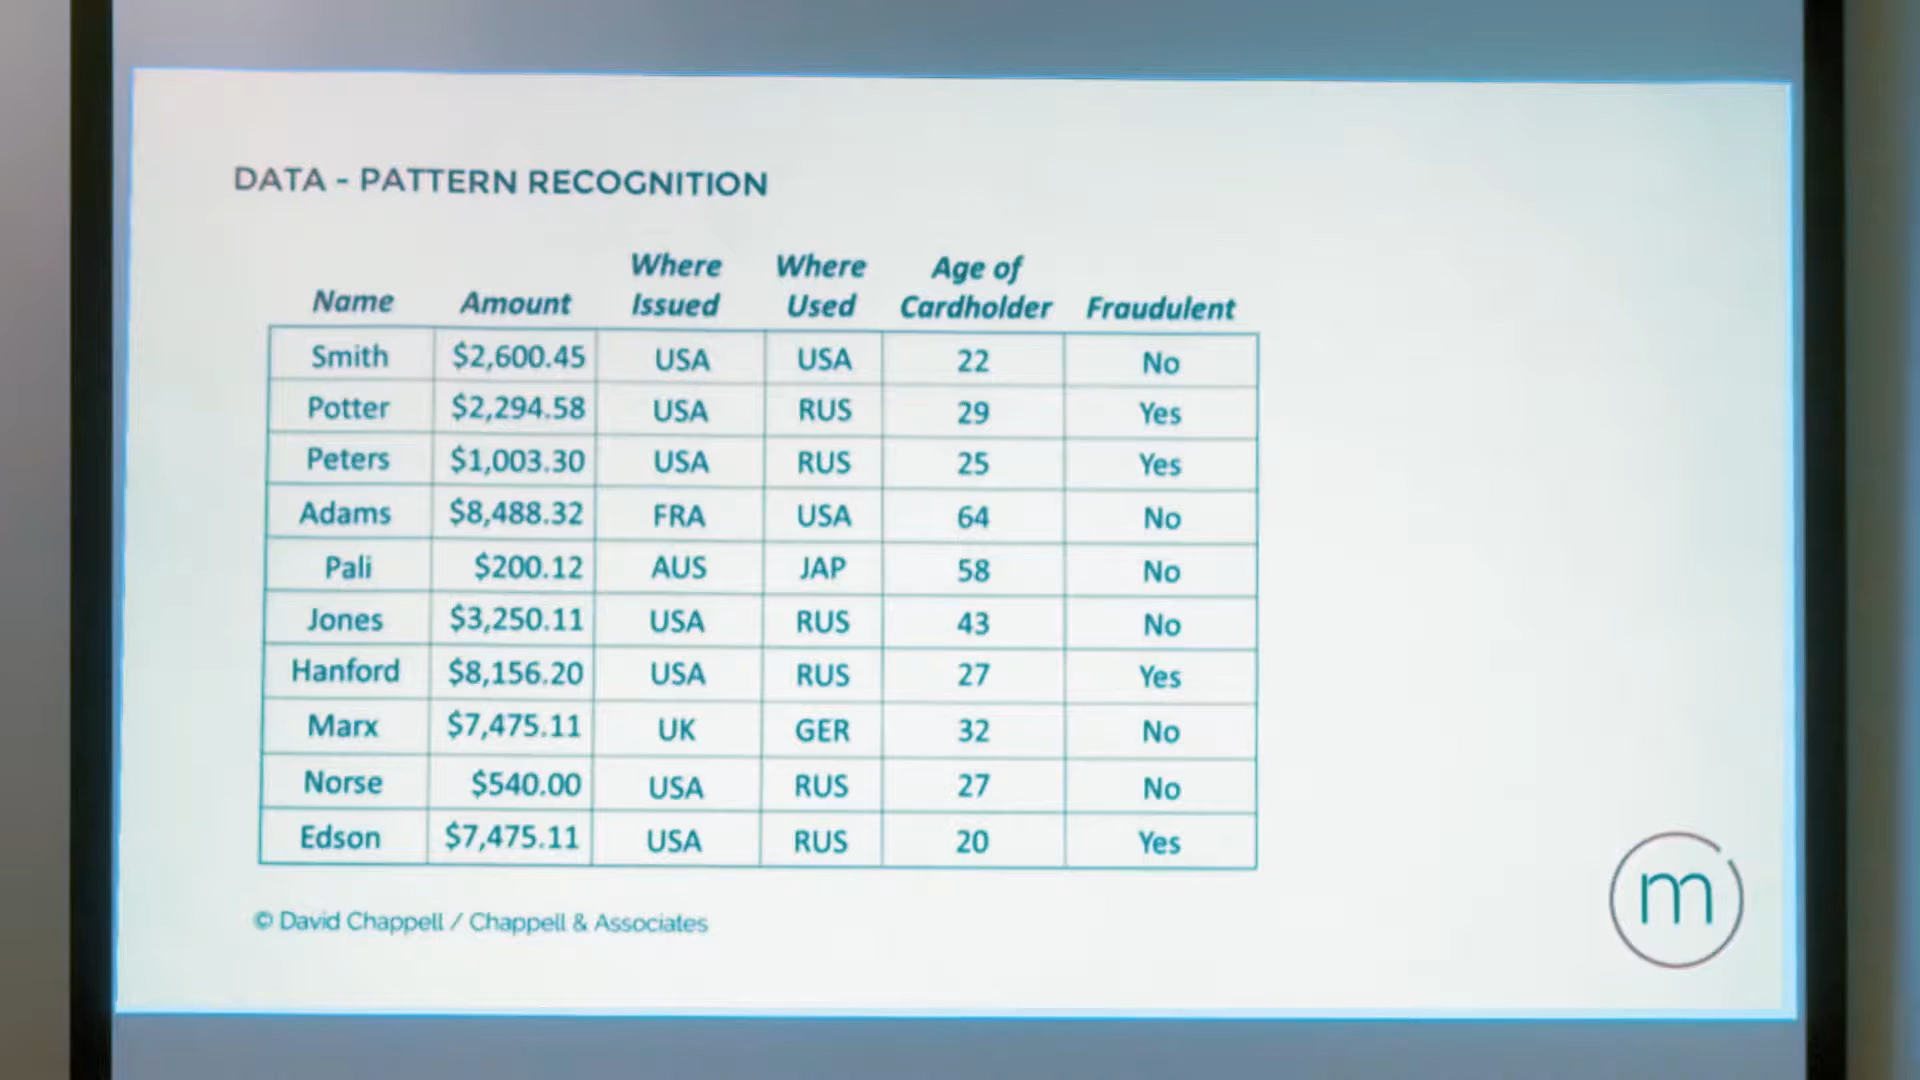 DATA - PATTERN RECOGNITION
Name Amount Where Issued Where Used Age of Cardholder Fraudulent
Smith $2,600.45 USA USA 22 No
Potter $2,294.58 USA RUS 29 Yes
Peters $1,003.30 USA RUS 25 Yes
Adams $8,488.32 FRA USA 64 No
Pali $200.12 AUS JAP 58 No
Jones $3,250.11 USA RUS 43 No
Hanford $8,156.20 USA RUS 27 Yes
Marx $7,475.11 UK GER 32 No
Norse $540.00 USA RUS 27 No
Edson $7,475.11 USA RUS 20 Yes
© David Chappell / Chappell & Associates
m